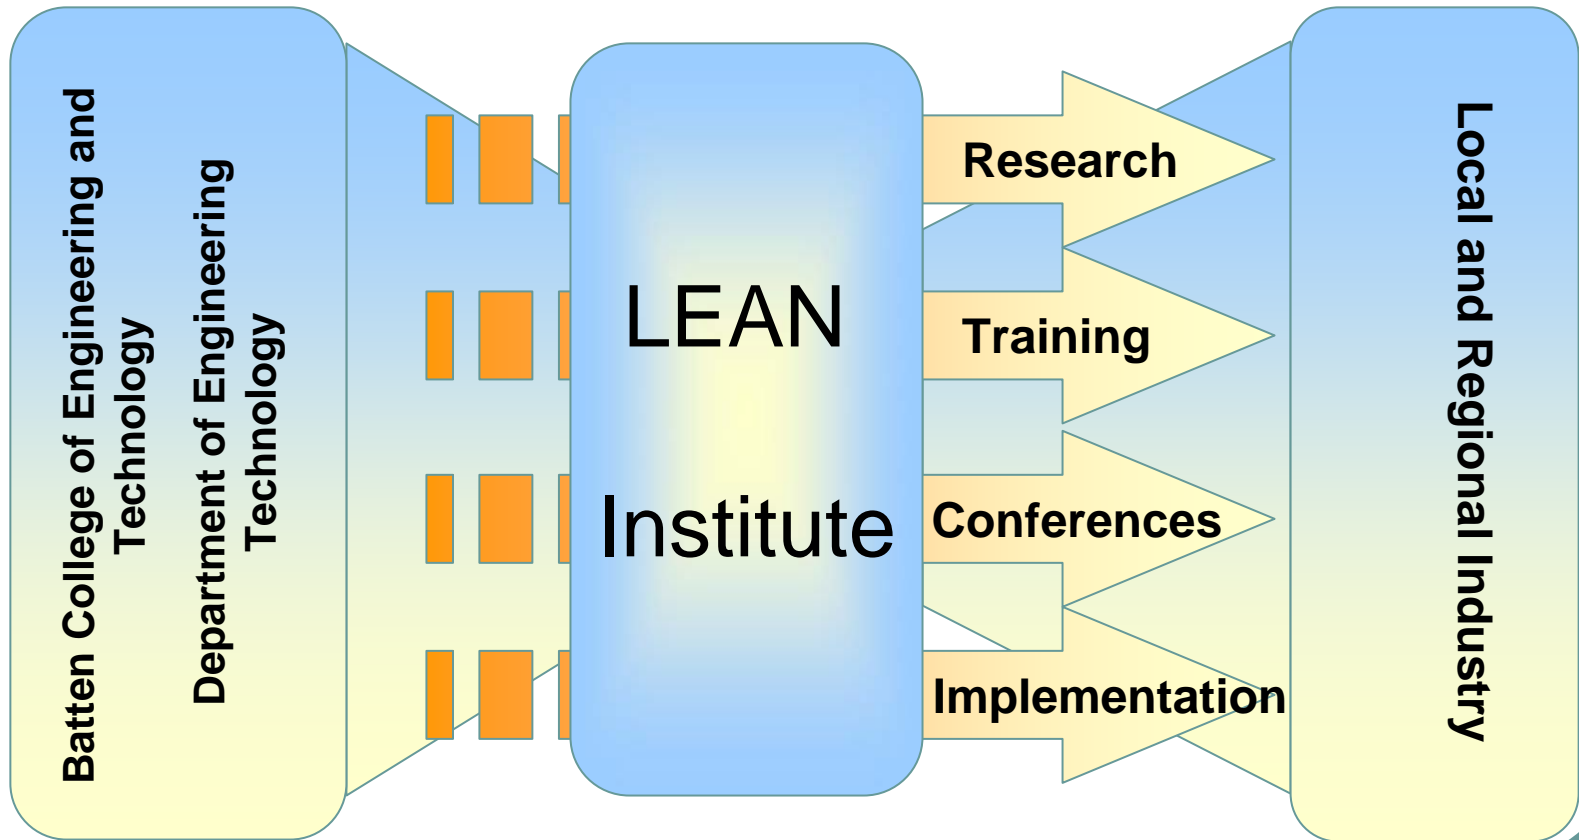 Batten College of Engineering and
Technology
Department of Engineering
Technology
LEAN
Institute
Research
Training
Conferences
Implementation
Local and Regional Industry